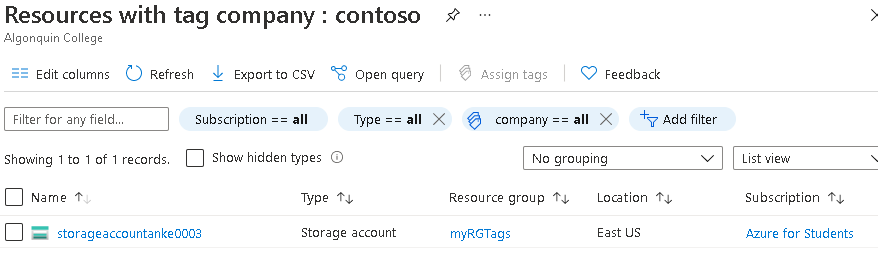 Resources with tag company : contoso
Algonquin College
Edit columns Refresh Export to CSV Open query Assign tags Feedback
Filter for any field... Subscription == all Type == all company == all Add filter
Showing 1 to 1 of 1 records. Show hidden types No grouping List view
Name Type Resource group Location Subscription
storageaccountanke0003 Storage account myRGTags East US Azure for Students